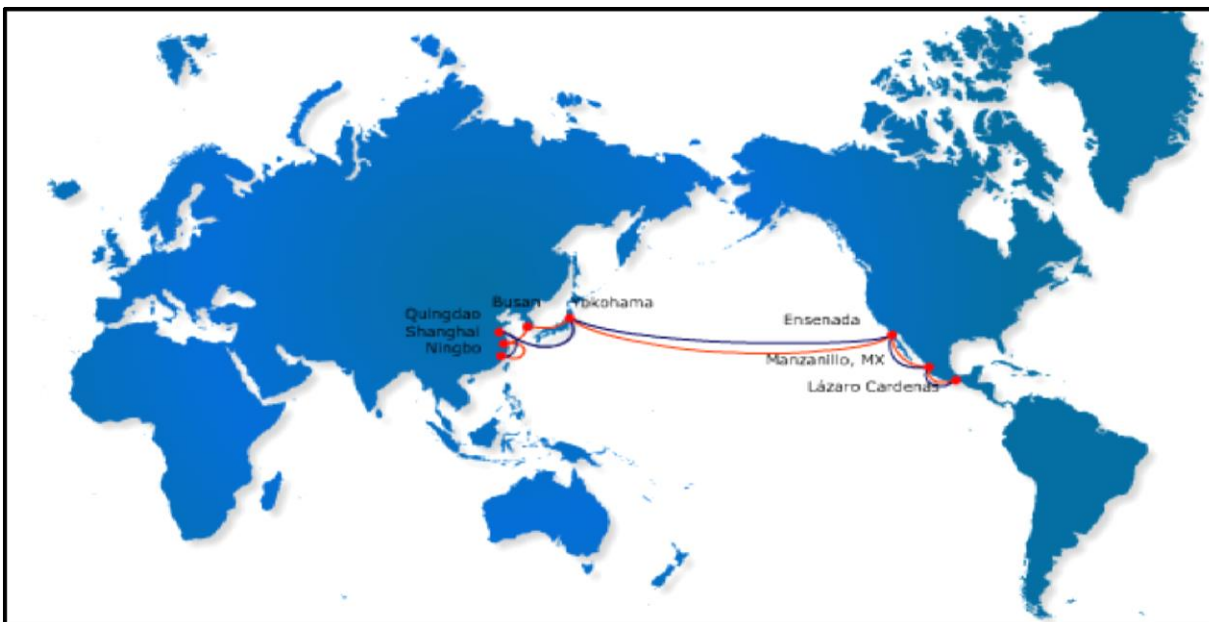 Busan
Yokohama
Quingdao
Shanghai
Ningbo
Ensenada
Manzanillo, MX
Lázaro Cardenas